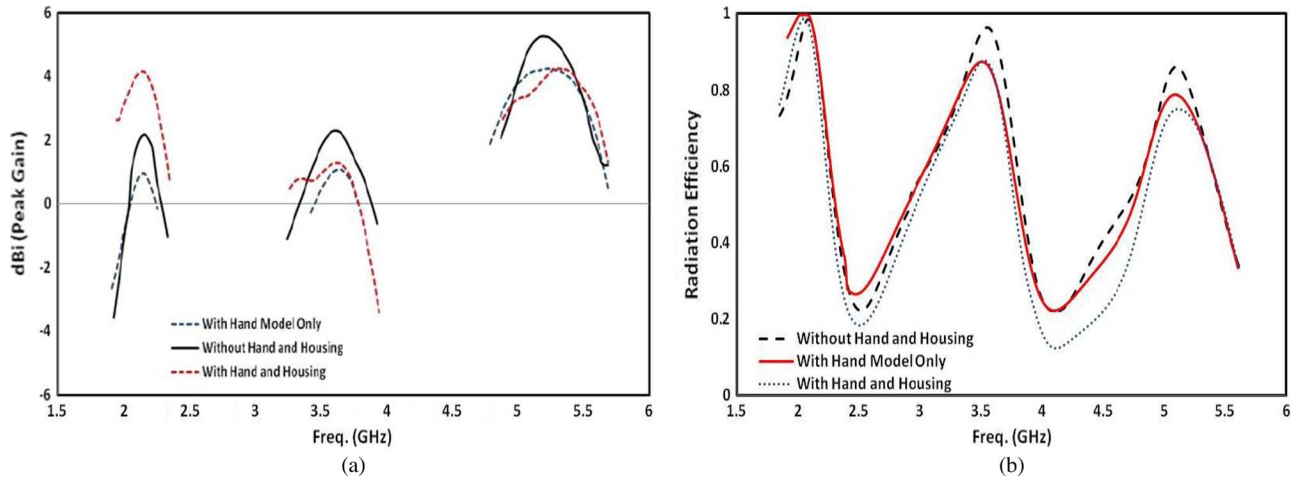 6
4
2
0
-2
-4
-6
dBi (Peak Gain)
With Hand Model Only
Without Hand and Housing
With Hand and Housing
1.5 2 2.5 3 3.5 4 4.5 5 5.5 6
Freq. (GHz)
(a)
1
0.8
0.6
0.4
0.2
0
Radiation Efficiency
Without Hand and Housing
With Hand Model Only
With Hand and Housing
1.5 2 2.5 3 3.5 4 4.5 5 5.5 6
Freq. (GHz)
(b)